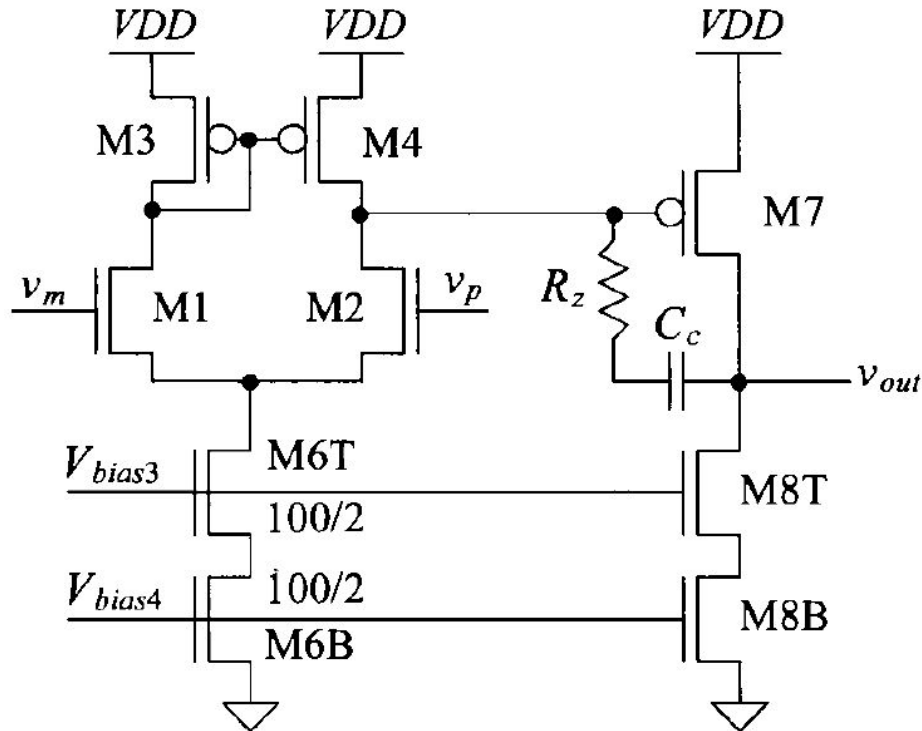 VDD VDD VDD
M3 M4
M7
v_m M1 M2 v_p R_z
C_c
v_out
V_bias3 M6T M8T
100/2
V_bias4 100/2 M8B
M6B